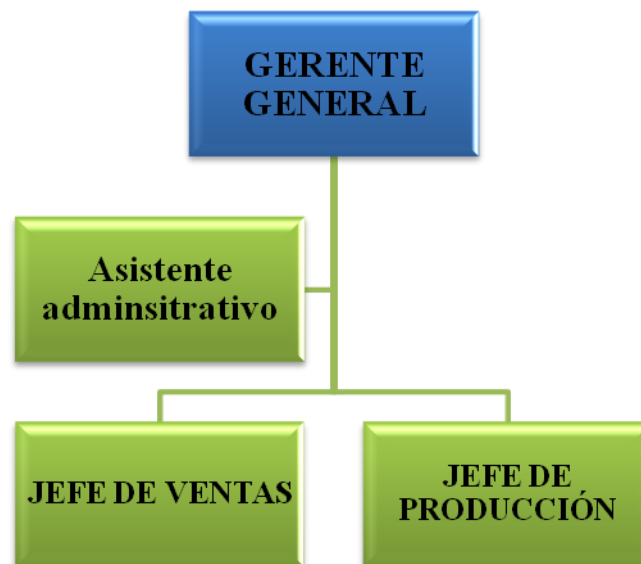 GERENTE
GENERAL
Asistente
adminsitrativo
JEFE DE VENTAS
JEFE DE
PRODUCCIÓN